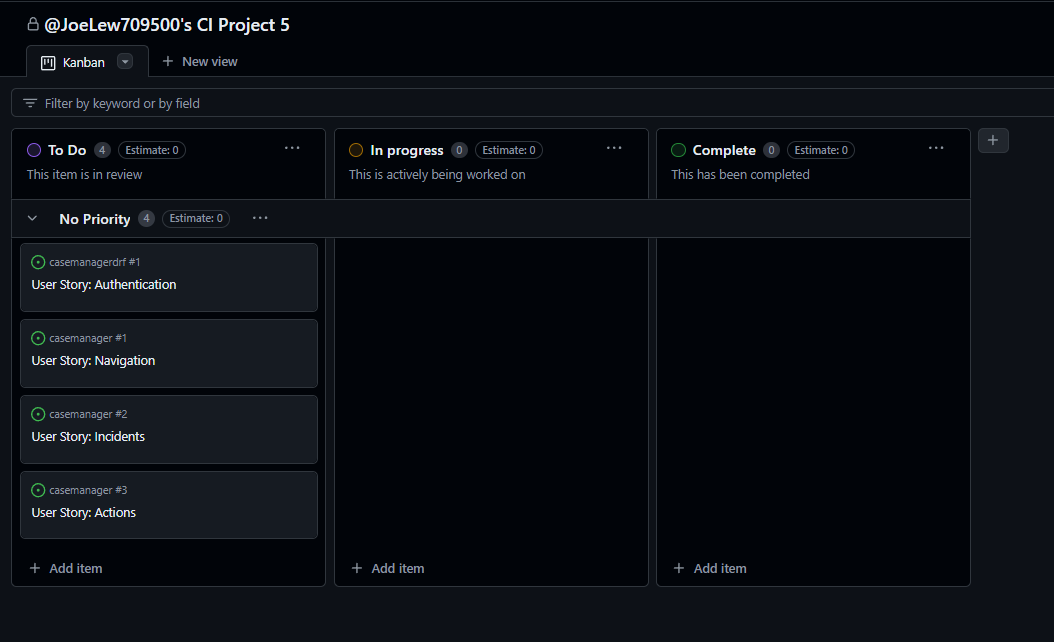 @JoeLew709500's CI Project 5
Kanban
New view
Filter by keyword or by field
To Do 4 Estimate: 0
This item is in review
In progress 0 Estimate: 0
This is actively being worked on
Complete 0 Estimate: 0
This has been completed
No Priority 4 Estimate: 0
casemanagerdrf #1
User Story: Authentication
casemanager #1
User Story: Navigation
casemanager #2
User Story: Incidents
casemanager #3
User Story: Actions
Add item
Add item
Add item